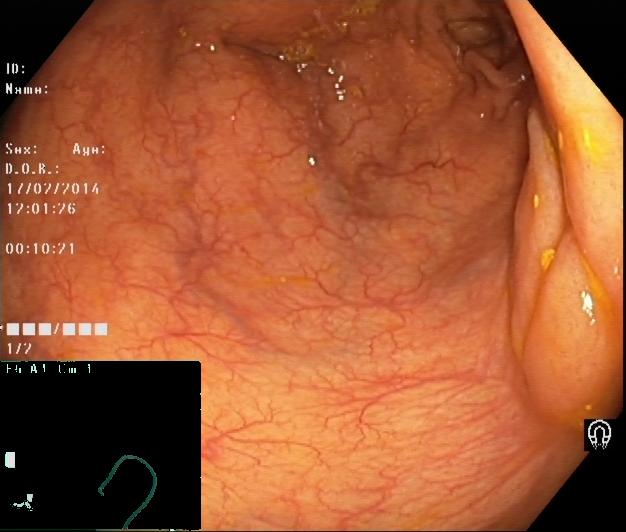 ID:
Name:
Sex: Age:
D.O.B.:
17/02/2014
12:01:26
00:10:21
■■■/■■■
1/2